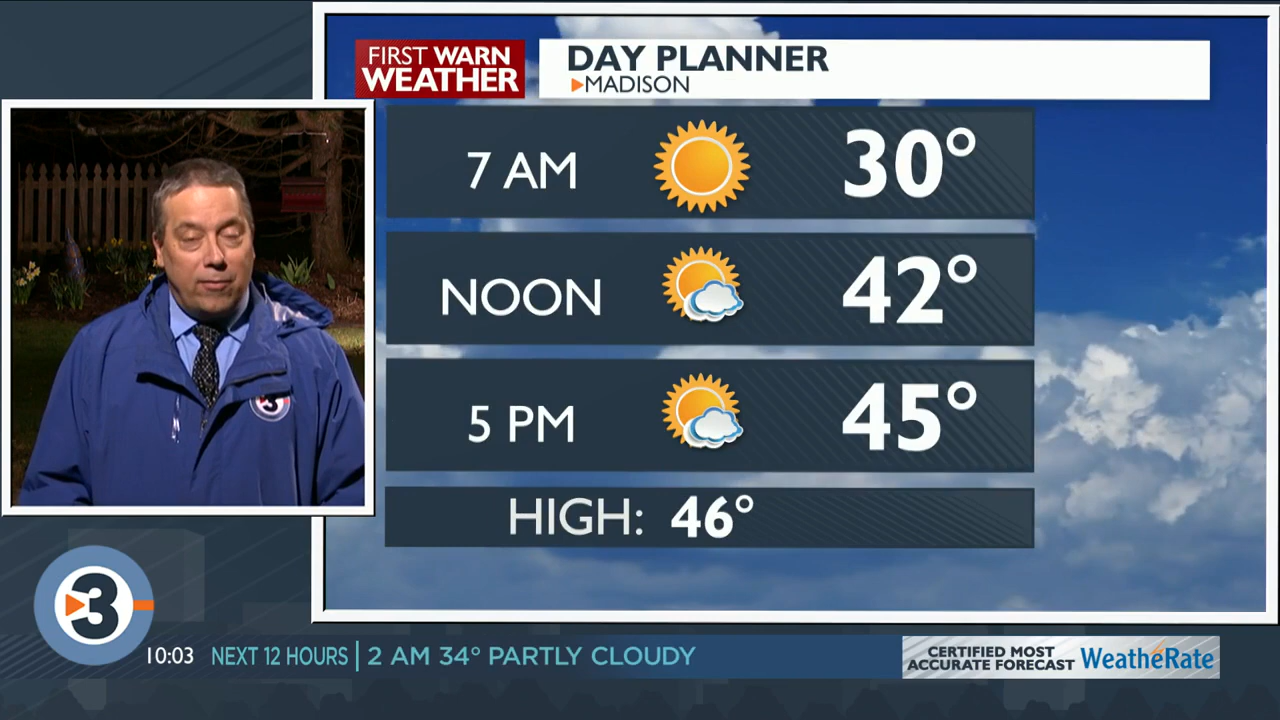 FIRST WARN
WEATHER
DAY PLANNER
MADISON
7 AM 30°
NOON 42°
5 PM 45°
HIGH: 46°
3
3
10:03 NEXT 12 HOURS | 2 AM 34° PARTLY CLOUDY
CERTIFIED MOST
ACCURATE FORECAST WeatheRate